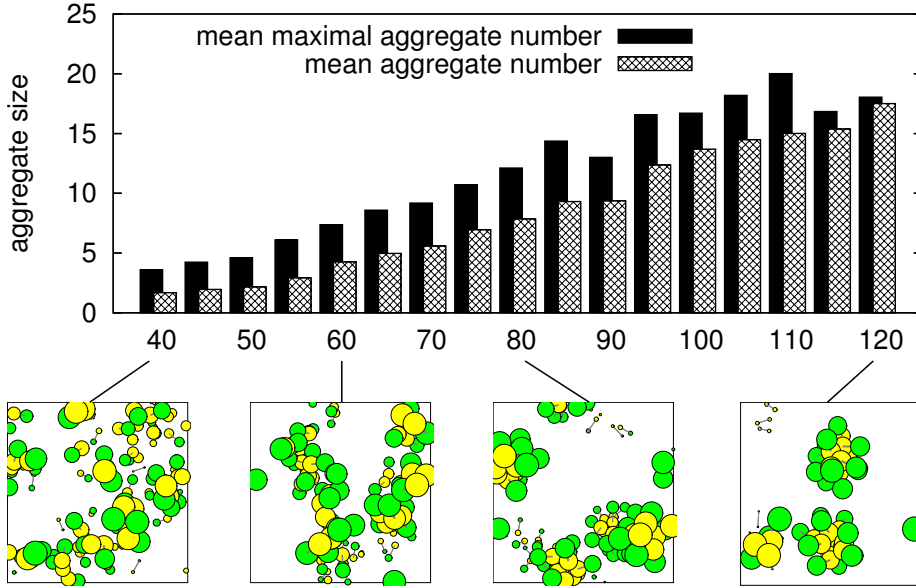 25
20
15
10
5
0
aggregate size
mean maximal aggregate number
mean aggregate number
40 50 60 70 80 90 100 110 120